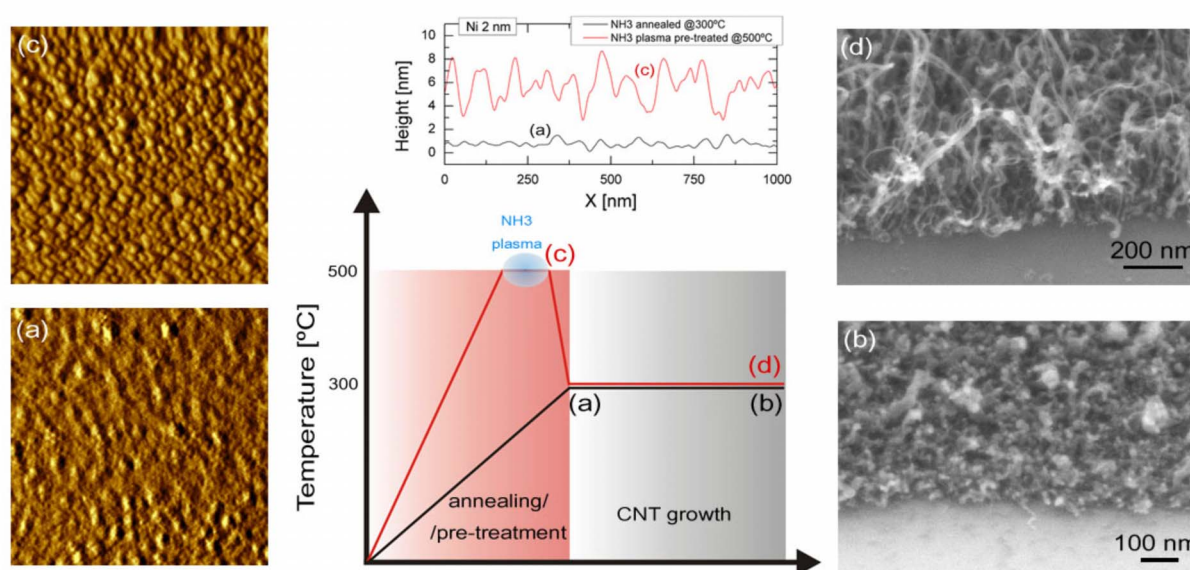 (c)
(a)
Ni 2 nm
NH3 annealed @300ºC
NH3 plasma pre-treated @500ºC
Height [nm]
10
8
6
4
2
0
(c)
(a)
0
250
500
750
1000
X [nm]
NH3
plasma
(c)
500
300
Temperature [ºC]
(d)
(a)
(b)
annealing/
/pre-treatment
CNT growth
(d)
200 nm
(b)
100 nm